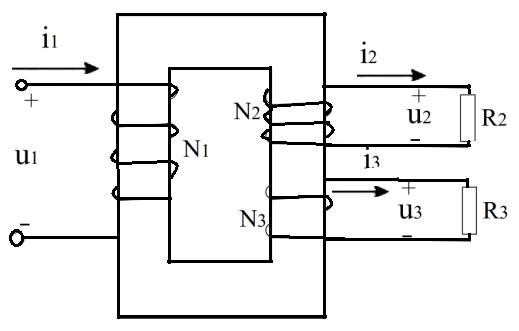 i1
i2
+
+
N2
u2
R2
N1
-
u1
i3
+
N3
u3
R3
-
-